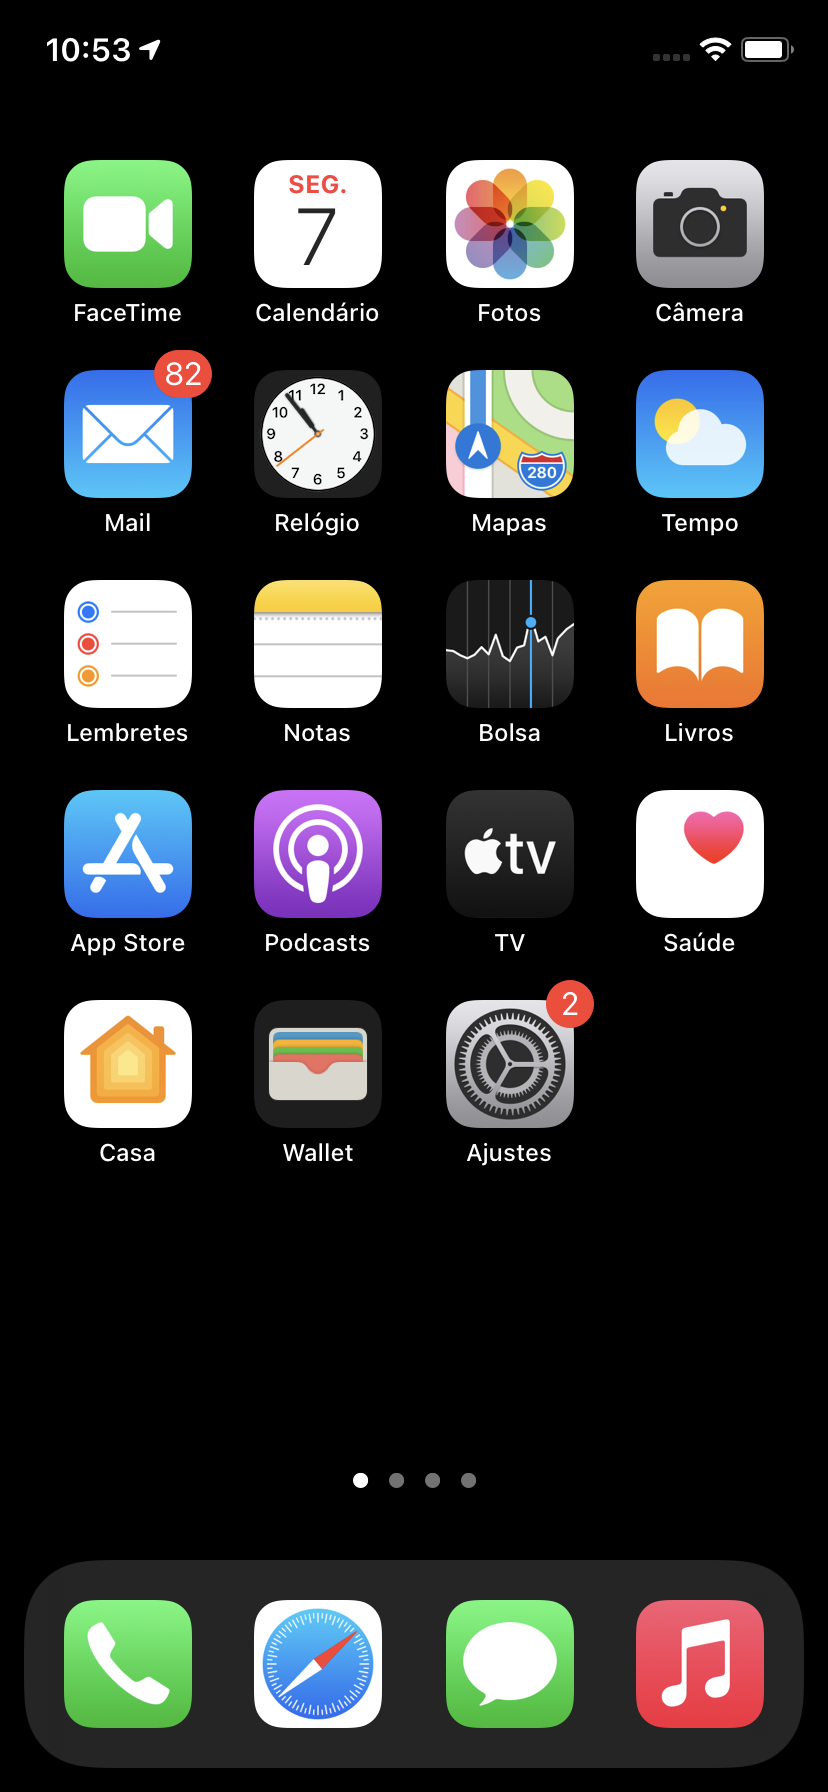 10:53
SEG.
7
FaceTime
Calendário
Fotos
Câmera
82
12
11
1
10
2
9
3
8
4
7
5
6
280
Mail
Relógio
Mapas
Tempo
Lembretes
Notas
Bolsa
Livros
tv
App Store
Podcasts
TV
Saúde
2
Casa
Wallet
Ajustes